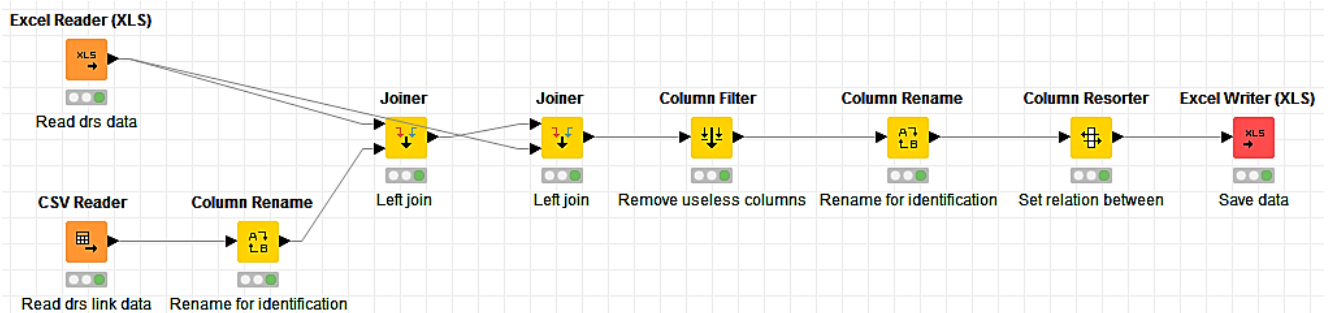 Excel Reader (XLS)
XLS
Read drs data
Joiner
Joiner
Column Filter
Column Rename
Column Resorter
Excel Writer (XLS)
A
B
XLS
Left join
Left join
Remove useless columns
Rename for identification
Set relation between
Save data
CSV Reader
Column Rename
A
B
Read drs link data
Rename for identification